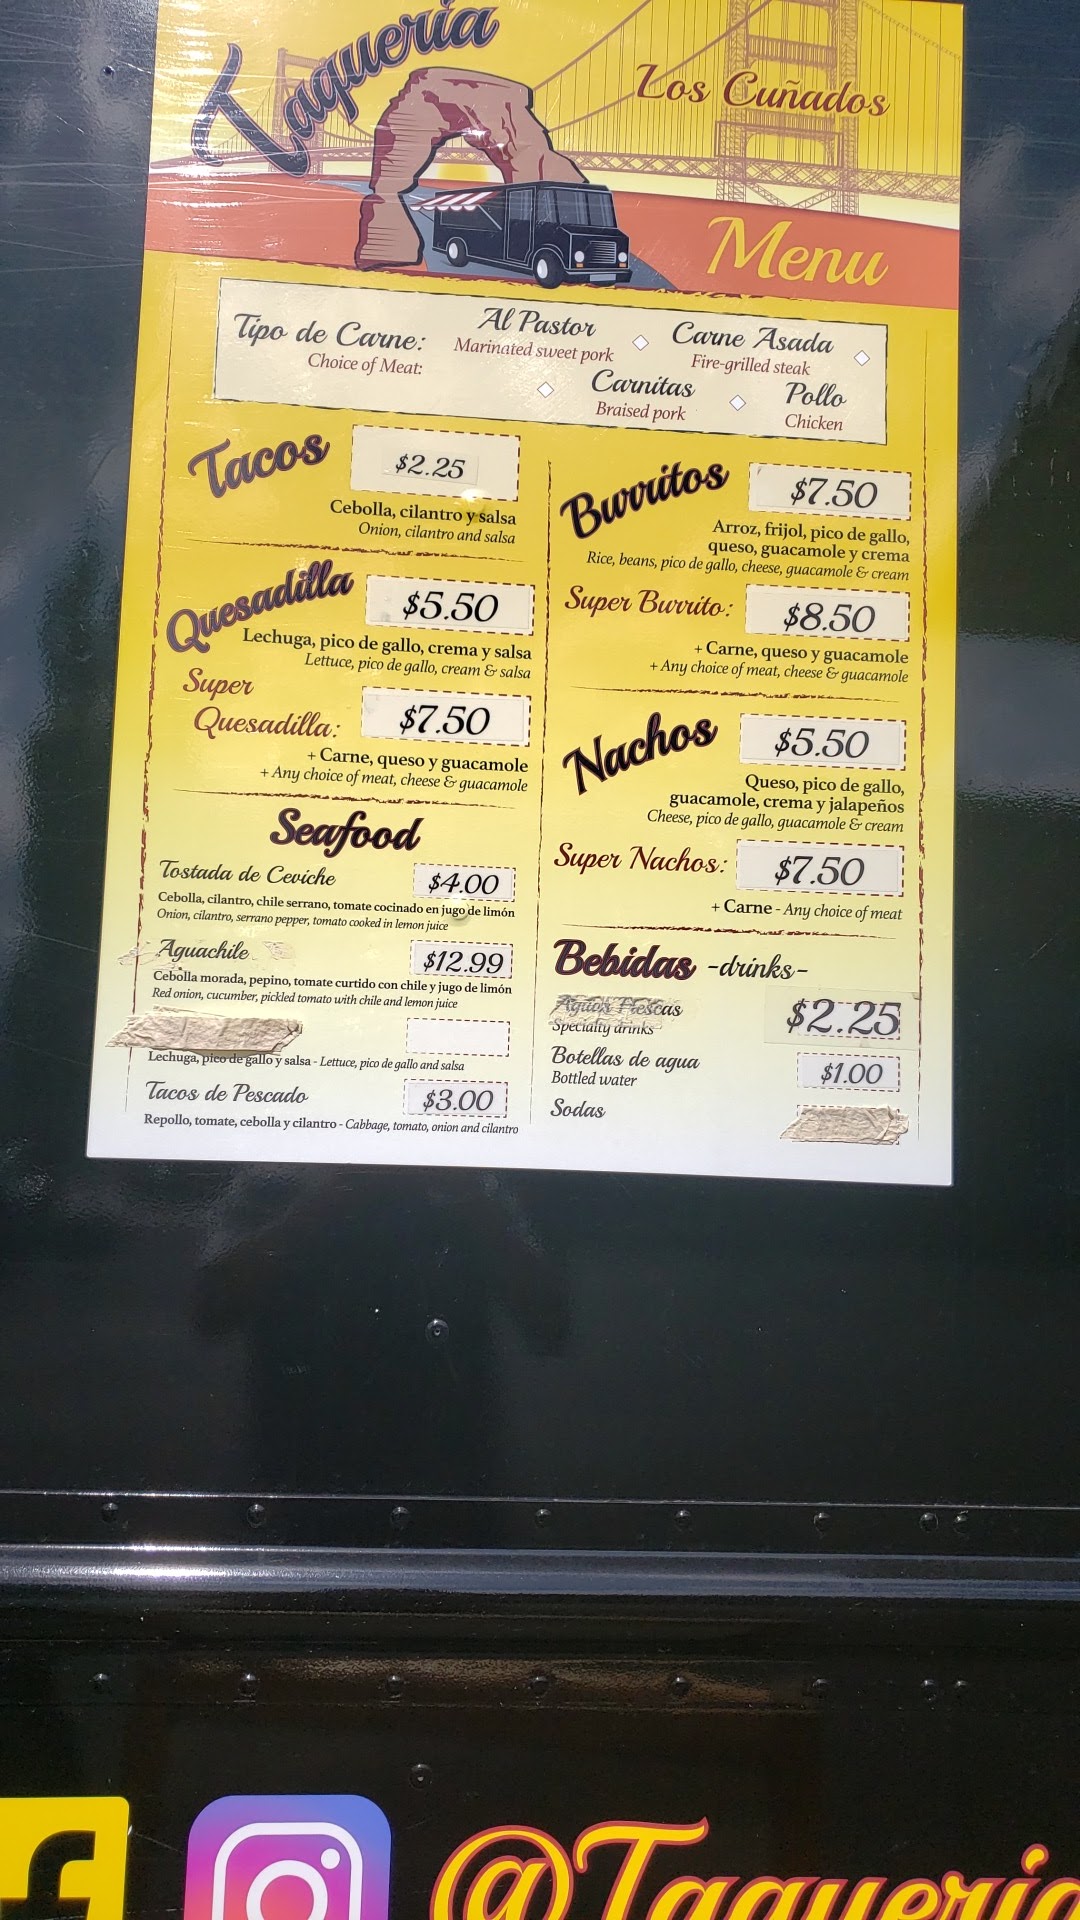 Taqueria
Los Cuñados
Menu
Tipo de Carne:
Choice of Meat:
Al Pastor
Marinated sweet pork
Carne Asada
Fire-grilled steak
Carnitas
Braised pork
Pollo
Chicken
Tacos $2.25
Cebolla, cilantro y salsa
Onion, cilantro and salsa
Quesadilla $5.50
Lechuga, pico de gallo, crema y salsa
Lettuce, pico de gallo, cream & salsa
Super
Quesadilla: $7.50
+ Carne, queso y guacamole
+ Any choice of meat, cheese & guacamole
Seafood
Tostada de Ceviche $4.00
Cebolla, cilantro, chile serrano, tomate cocinado en jugo de limón
Onion, cilantro, serrano pepper, tomato cooked in lemon juice
Aguachile $12.99
Cebolla morada, pepino, tomate curtido con chile y jugo de limón
Red onion, cucumber, pickled tomato with chile and lemon juice
Lechuga, pico de gallo y salsa - Lettuce, pico de gallo and salsa
Tacos de Pescado $3.00
Repollo, tomate, cebolla y cilantro - Cabbage, tomato, onion and cilantro
Burritos $7.50
Arroz, frijol, pico de gallo,
queso, guacamole y crema
Rice, beans, pico de gallo, cheese, guacamole & cream
Super Burrito: $8.50
+ Carne, queso y guacamole
+ Any choice of meat, cheese & guacamole
Nachos $5.50
Queso, pico de gallo,
guacamole, crema y jalapeños
Cheese, pico de gallo, guacamole & cream
Super Nachos: $7.50
+ Carne - Any choice of meat
Bebidas -drinks-
Aguas Frescas $2.25
Specialty drinks
Botellas de agua $1.00
Bottled water
Sodas
@Taqueria